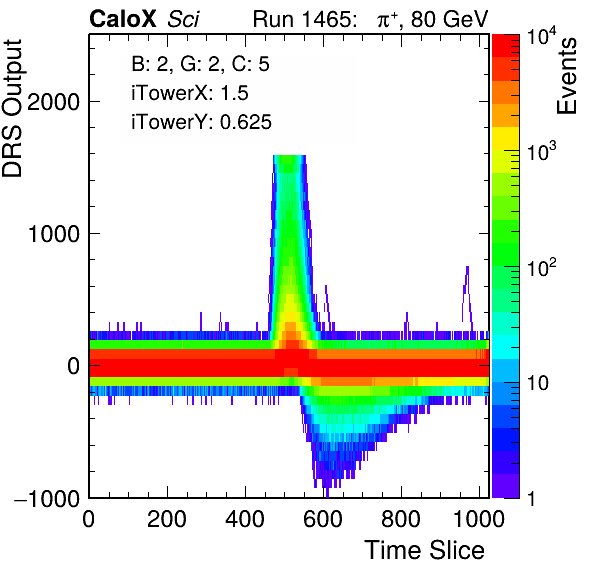 CaloX Sci Run 1465: π⁺, 80 GeV
B: 2, G: 2, C: 5
iTowerX: 1.5
iTowerY: 0.625
DRS Output
2000
1000
0
−1000
0 200 400 600 800 1000
Time Slice
Events
10⁴
10³
10²
10
1